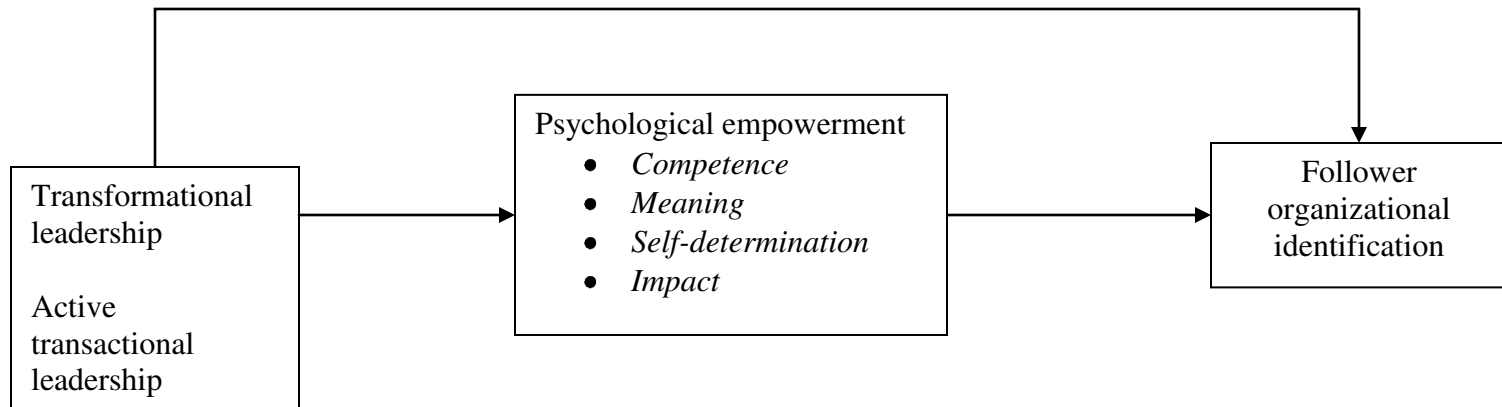 Transformational
leadership
Active
transactional
leadership
Psychological empowerment
• Competence
• Meaning
• Self-determination
• Impact
Follower
organizational
identification